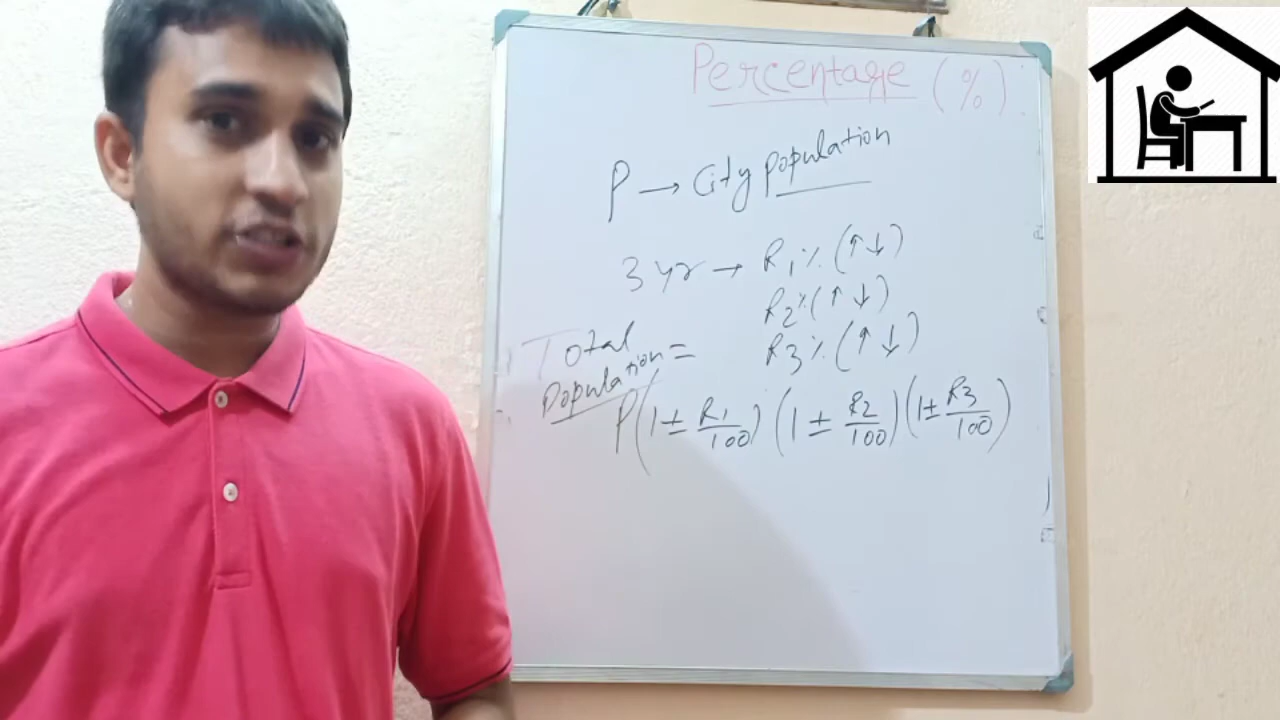 Percentage (%)
P → City population
3 yr → R₁% (↑↓)
R₂% (↑↓)
R₃% (↑↓)
Total
Population =
P(1 ± R₁/100) (1 ± R₂/100) (1 ± R₃/100)